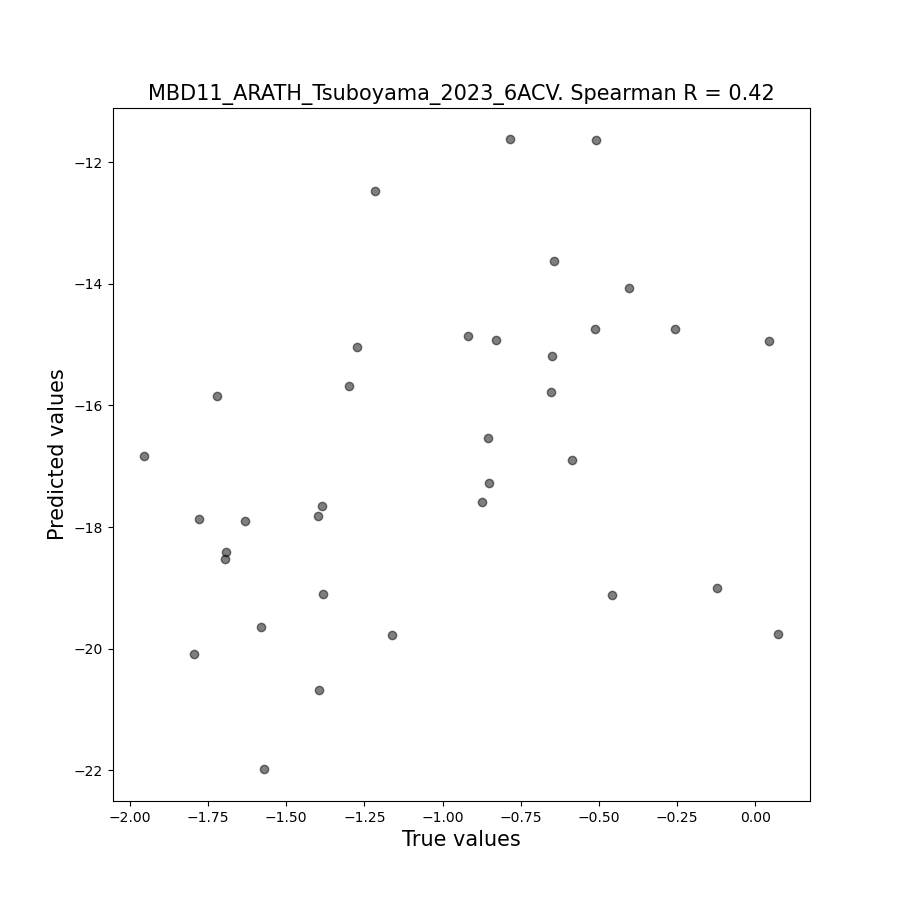 MBD11_ARATH_Tsuboyama_2023_6ACV. Spearman R = 0.42
Predicted values
−12
−14
−16
−18
−20
−22
−2.00 −1.75 −1.50 −1.25 −1.00 −0.75 −0.50 −0.25 0.00
True values